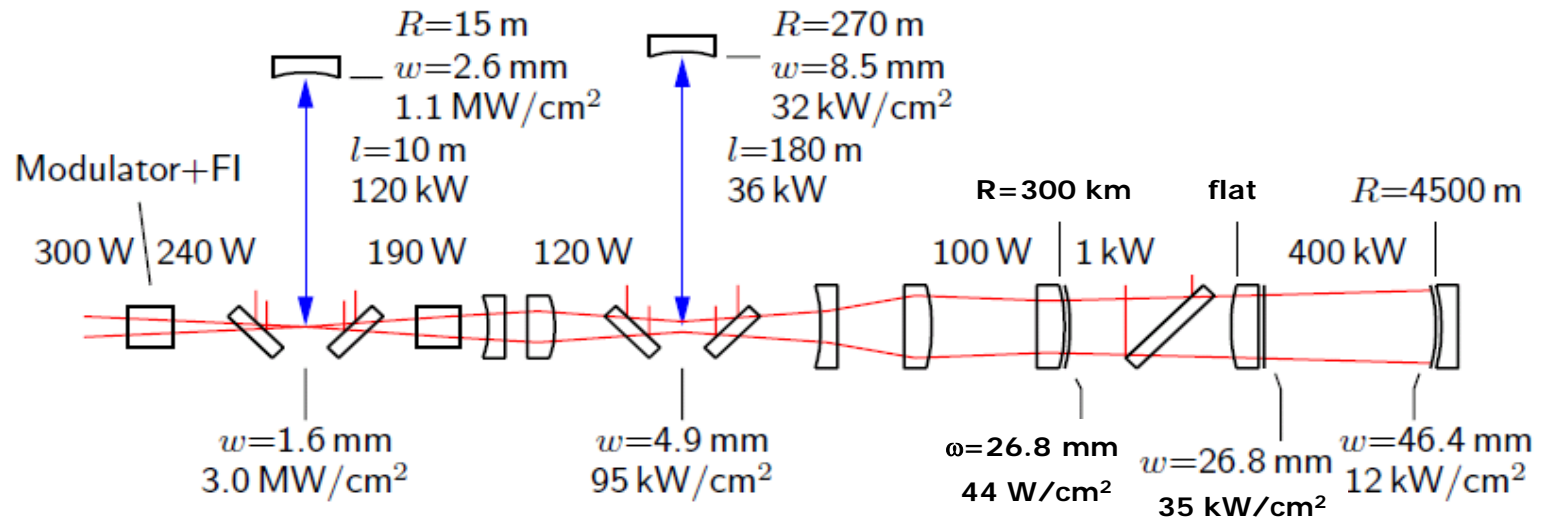 R=15 m
w=2.6 mm
1.1 MW/cm²
l=10 m
120 kW
R=270 m
w=8.5 mm
32 kW/cm²
l=180 m
36 kW
Modulator+FI
R=300 km
flat
R=4500 m
300 W
240 W
190 W
120 W
100 W
1 kW
400 kW
w=1.6 mm
3.0 MW/cm²
w=4.9 mm
95 kW/cm²
ω=26.8 mm
44 W/cm²
w=26.8 mm
35 kW/cm²
w=46.4 mm
12 kW/cm²